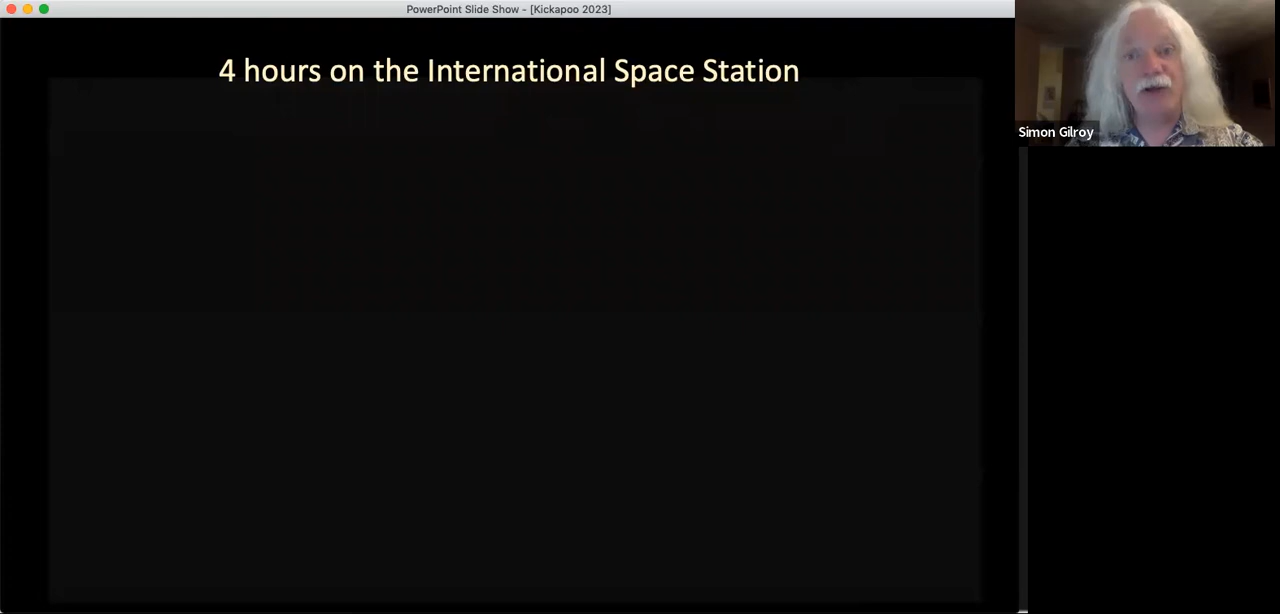 PowerPoint Slide Show - [Kickapoo 2023]
4 hours on the International Space Station
Simon Gilroy